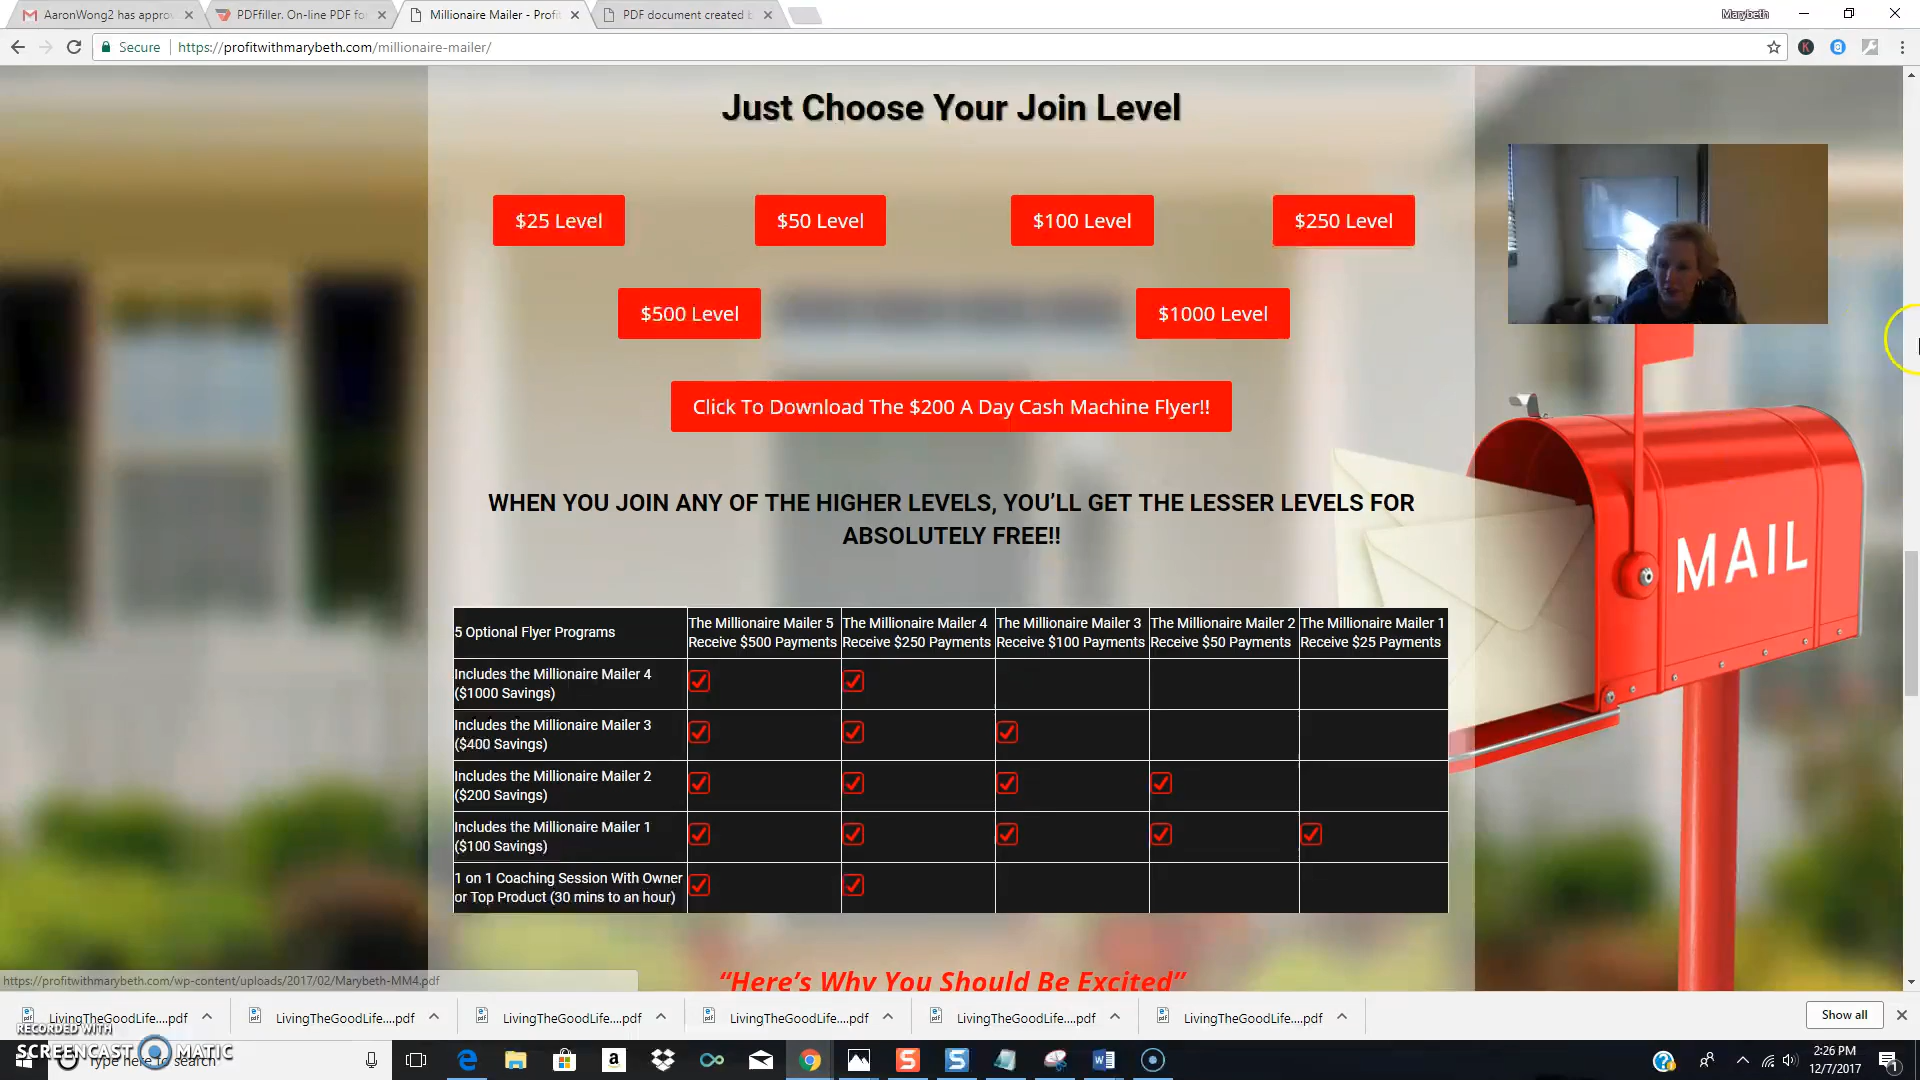 AaronWong2 has approv
PDFfiller. On-line PDF fo
Millionaire Mailer - Profit
PDF document created b
Marybeth
Secure
https://profitwithmarybeth.com/millionaire-mailer/
Just Choose Your Join Level
$25 Level
$50 Level
$100 Level
$250 Level
$500 Level
$1000 Level
Click To Download The $200 A Day Cash Machine Flyer!!
WHEN YOU JOIN ANY OF THE HIGHER LEVELS, YOU'LL GET THE LESSER LEVELS FOR
ABSOLUTELY FREE!!
MAIL
5 Optional Flyer Programs
The Millionaire Mailer 5
Receive $500 Payments
The Millionaire Mailer 4
Receive $250 Payments
The Millionaire Mailer 3
Receive $100 Payments
The Millionaire Mailer 2
Receive $50 Payments
The Millionaire Mailer 1
Receive $25 Payments
Includes the Millionaire Mailer 4
($1000 Savings)
Includes the Millionaire Mailer 3
($400 Savings)
Includes the Millionaire Mailer 2
($200 Savings)
Includes the Millionaire Mailer 1
($100 Savings)
1 on 1 Coaching Session With Owner
or Top Product (30 mins to an hour)
"Here's Why You Should Be Excited"
https://profitwithmarybeth.com/wp-content/uploads/2017/02/Marybeth-MM4.pdf
LivingTheGoodLife....pdf
LivingTheGoodLife....pdf
LivingTheGoodLife....pdf
LivingTheGoodLife....pdf
LivingTheGoodLife....pdf
LivingTheGoodLife....pdf
Show all
RECORDED WITH
SCREENCAST MATIC
Type here to search
2:26 PM
12/7/2017